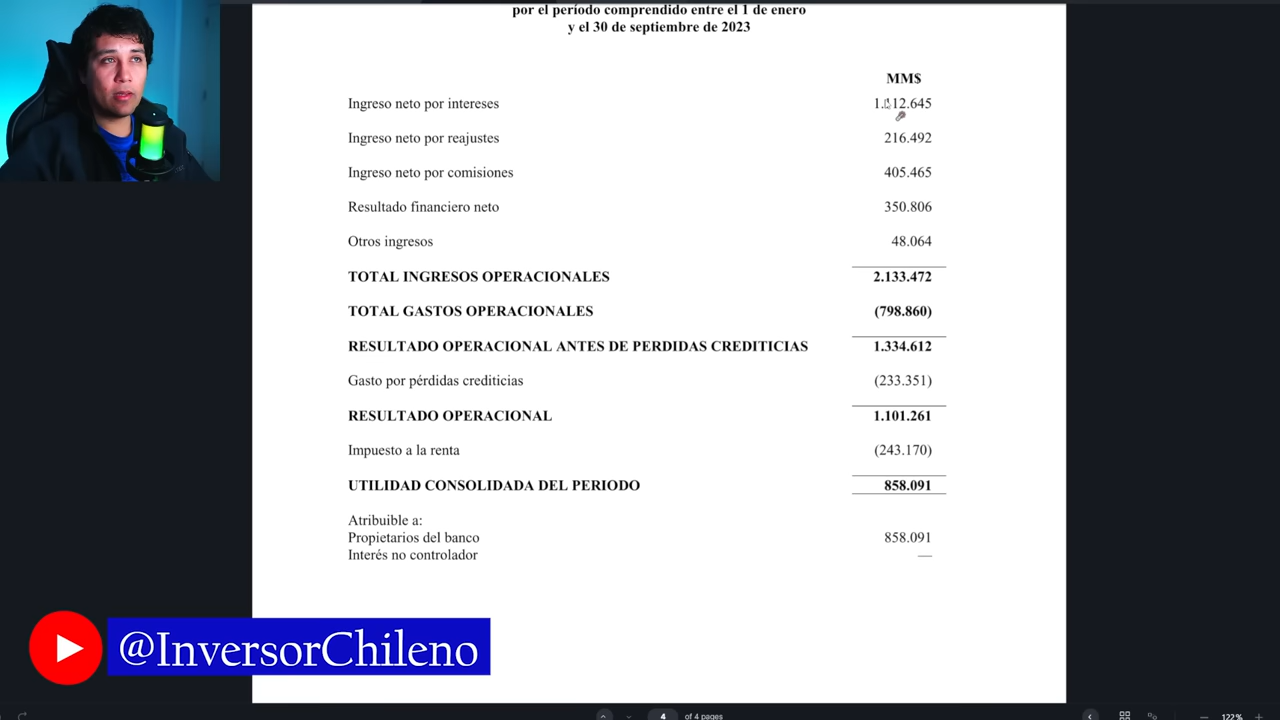 por el período comprendido entre el 1 de enero
y el 30 de septiembre de 2023
MM$
Ingreso neto por intereses 1.112.645
Ingreso neto por reajustes 216.492
Ingreso neto por comisiones 405.465
Resultado financiero neto 350.806
Otros ingresos 48.064
TOTAL INGRESOS OPERACIONALES 2.133.472
TOTAL GASTOS OPERACIONALES (798.860)
RESULTADO OPERACIONAL ANTES DE PERDIDAS CREDITICIAS 1.334.612
Gasto por pérdidas crediticias (233.351)
RESULTADO OPERACIONAL 1.101.261
Impuesto a la renta (243.170)
UTILIDAD CONSOLIDADA DEL PERIODO 858.091
Atribuible a:
Propietarios del banco 858.091
Interés no controlador —
@InversorChileno
4 of 4 pages
122%